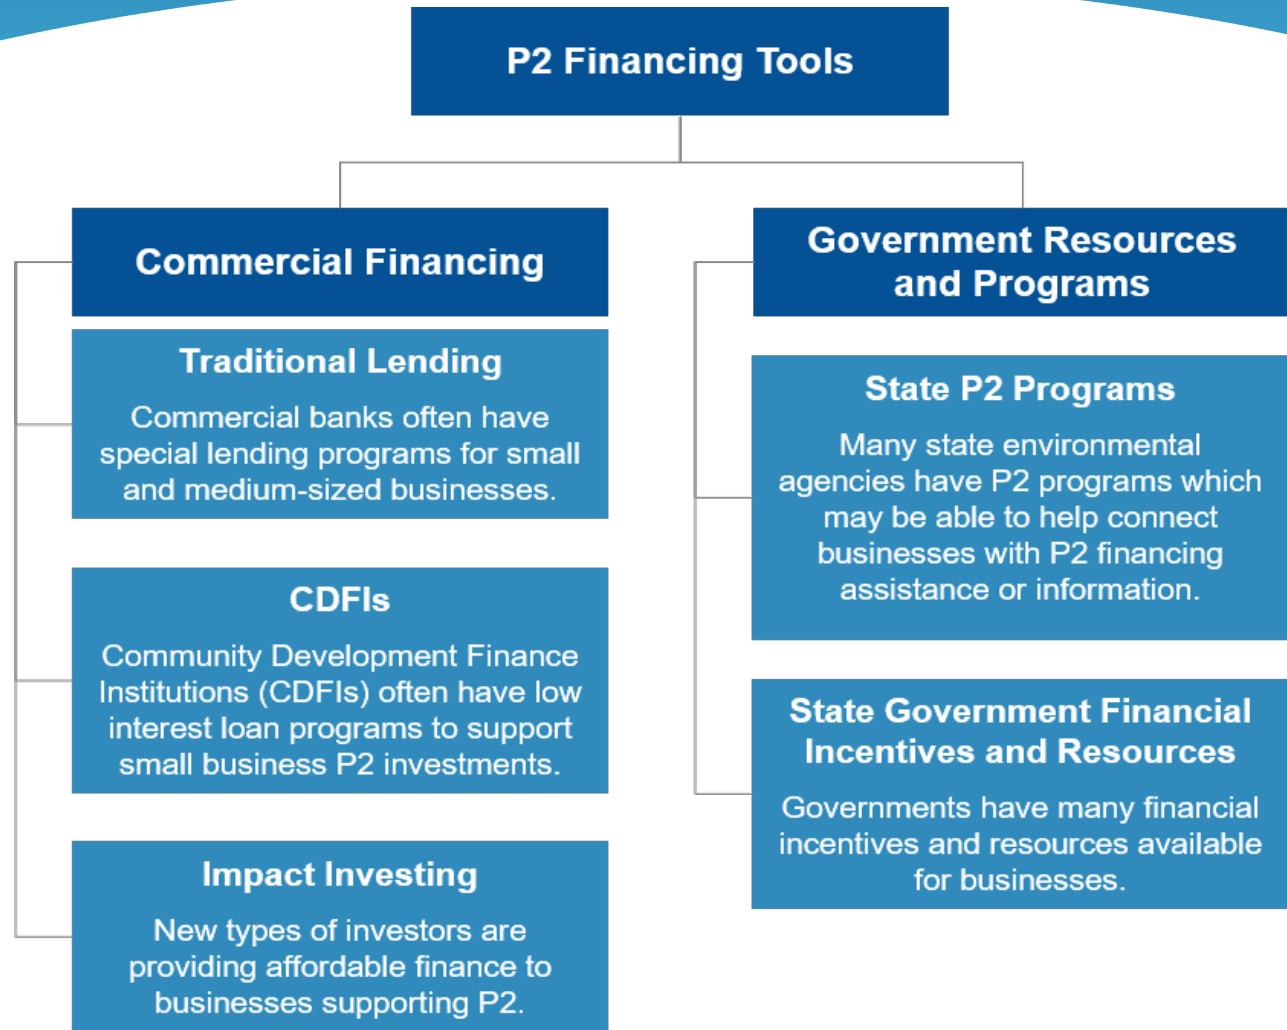 P2 Financing Tools
Commercial Financing
Traditional Lending
Commercial banks often have
special lending programs for small
and medium-sized businesses.
CDFIs
Community Development Finance
Institutions (CDFIs) often have low
interest loan programs to support
small business P2 investments.
Impact Investing
New types of investors are
providing affordable finance to
businesses supporting P2.
Government Resources
and Programs
State P2 Programs
Many state environmental
agencies have P2 programs which
may be able to help connect
businesses with P2 financing
assistance or information.
State Government Financial
Incentives and Resources
Governments have many financial
incentives and resources available
for businesses.